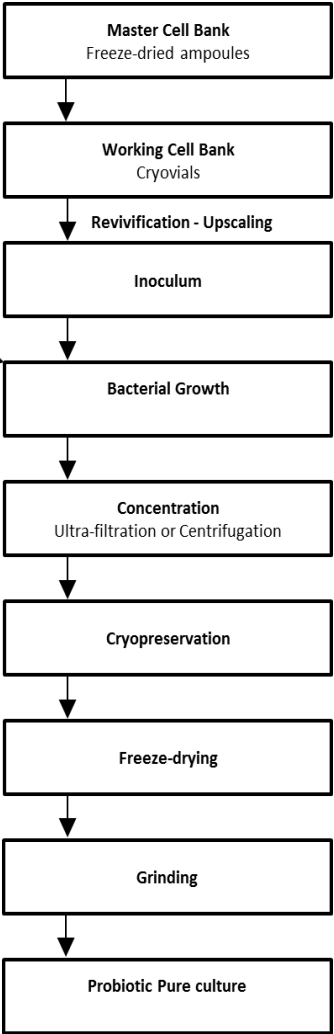 Master Cell Bank
Freeze-dried ampoules
Working Cell Bank
Cryovials
Revivification - Upscaling
Inoculum
Bacterial Growth
Concentration
Ultra-filtration or Centrifugation
Cryopreservation
Freeze-drying
Grinding
Probiotic Pure culture